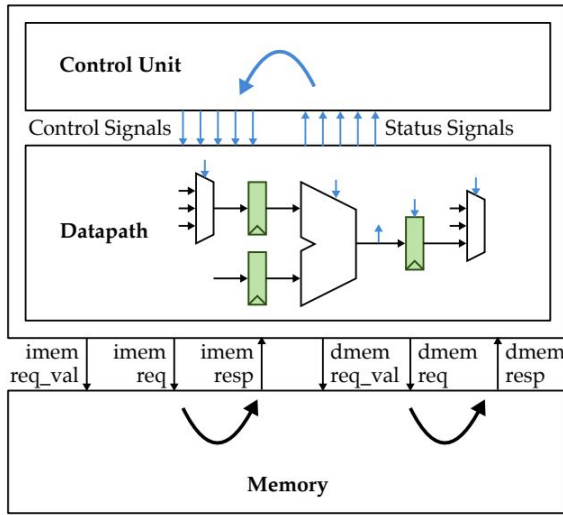 Control Unit
Control Signals
Status Signals
Datapath
imem
req_val
imem
req
imem
resp
dmem
req_val
dmem
req
dmem
resp
Memory